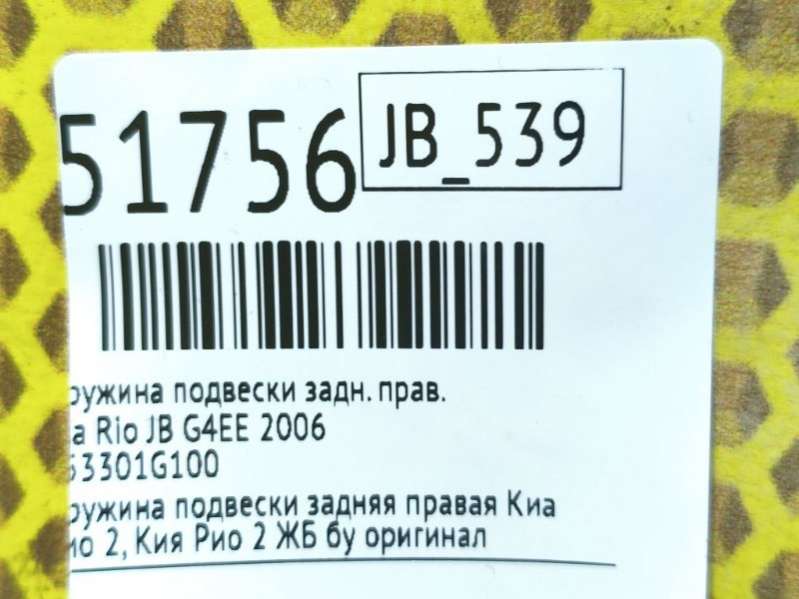 51756
JB_539
ружина подвески задн. прав.
a Rio JB G4EE 2006
53301G100
ружина подвески задняя правая Киа
ио 2, Кия Рио 2 ЖБ бу оригинал